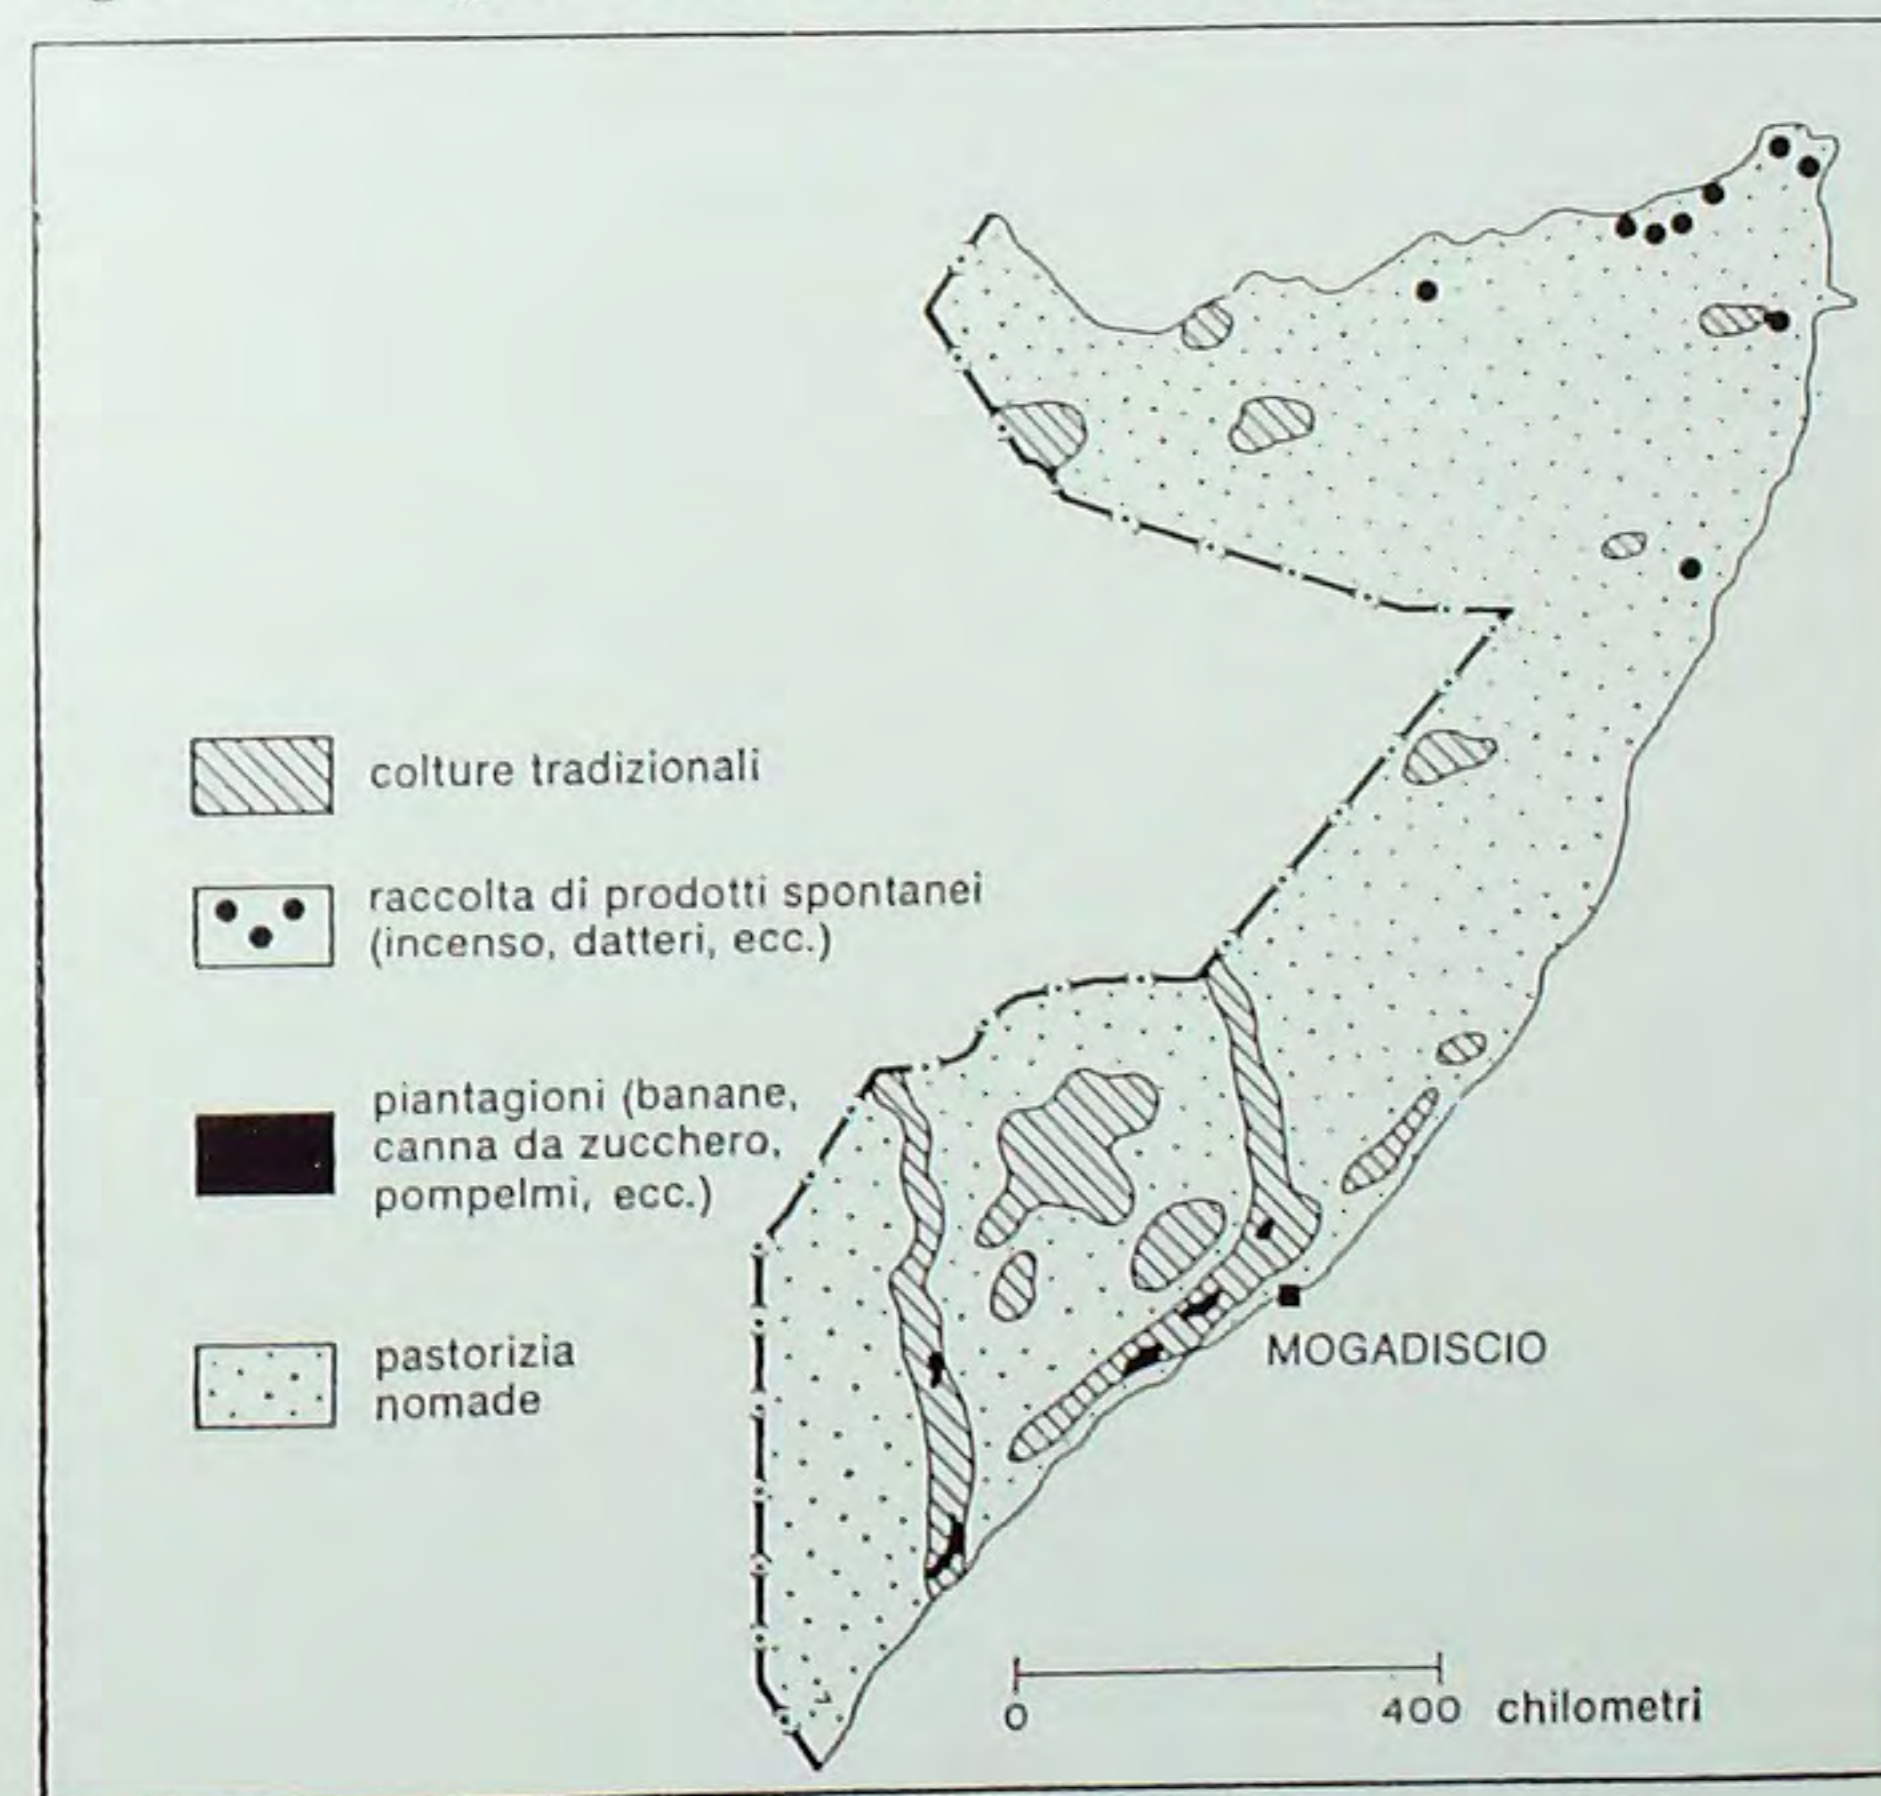 colture tradizionali
raccolta di prodotti spontanei
(incenso, datteri, ecc.)
piantagioni (banane,
canna da zucchero,
pompelmi, ecc.)
pastorizia
nomade
MOGADISCIO
0 400 chilometri